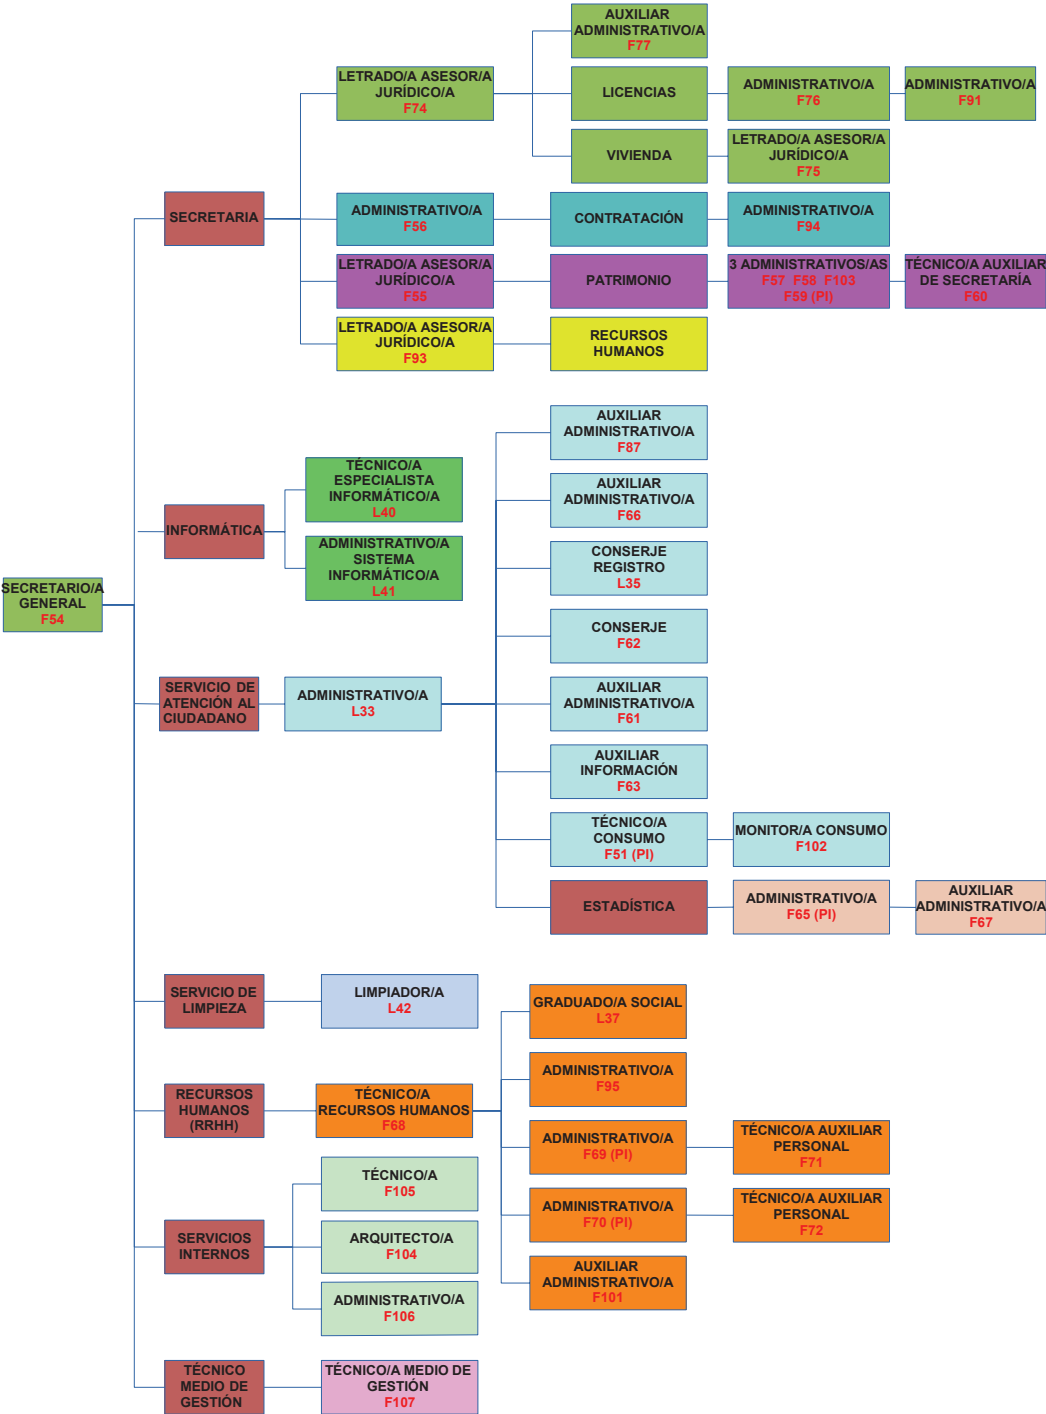 AUXILIAR
ADMINISTRATIVO/A
F77
LETRADO/A ASESOR/A
JURÍDICO/A
F74
LICENCIAS
ADMINISTRATIVO/A
F76
ADMINISTRATIVO/A
F91
VIVIENDA
LETRADO/A ASESOR/A
JURÍDICO/A
F75
SECRETARIA
ADMINISTRATIVO/A
F56
CONTRATACIÓN
ADMINISTRATIVO/A
F94
LETRADO/A ASESOR/A
JURÍDICO/A
F55
PATRIMONIO
3 ADMINISTRATIVOS/AS
F57 F58 F103
F59 (PI)
TÉCNICO/A AUXILIAR
DE SECRETARÍA
F60
LETRADO/A ASESOR/A
JURÍDICO/A
F93
RECURSOS
HUMANOS
AUXILIAR
ADMINISTRATIVO/A
F87
INFORMÁTICA
TÉCNICO/A
ESPECIALISTA
INFORMÁTICO/A
L40
ADMINISTRATIVO/A
SISTEMA
INFORMÁTICO/A
L41
AUXILIAR
ADMINISTRATIVO/A
F66
CONSERJE
REGISTRO
L35
SECRETARIO/A
GENERAL
F54
CONSERJE
F62
SERVICIO DE
ATENCIÓN AL
CIUDADANO
ADMINISTRATIVO/A
L33
AUXILIAR
ADMINISTRATIVO/A
F61
AUXILIAR
INFORMACIÓN
F63
TÉCNICO/A
CONSUMO
F51 (PI)
MONITOR/A CONSUMO
F102
ESTADÍSTICA
ADMINISTRATIVO/A
F65 (PI)
AUXILIAR
ADMINISTRATIVO/A
F67
SERVICIO DE
LIMPIEZA
LIMPIADOR/A
L42
GRADUADO/A SOCIAL
L37
ADMINISTRATIVO/A
F95
RECURSOS
HUMANOS
(RRHH)
TÉCNICO/A
RECURSOS HUMANOS
F68
ADMINISTRATIVO/A
F69 (PI)
TÉCNICO/A AUXILIAR
PERSONAL
F71
TÉCNICO/A
F105
ADMINISTRATIVO/A
F70 (PI)
TÉCNICO/A AUXILIAR
PERSONAL
F72
SERVICIOS
INTERNOS
ARQUITECTO/A
F104
AUXILIAR
ADMINISTRATIVO/A
F101
ADMINISTRATIVO/A
F106
TÉCNICO
MEDIO DE
GESTIÓN
TÉCNICO/A MEDIO DE
GESTIÓN
F107